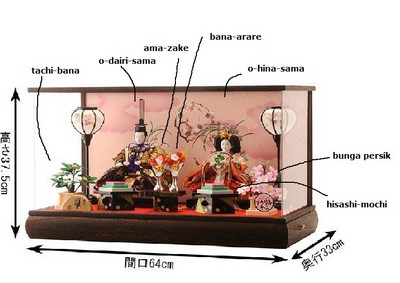 bana-arare
ama-zake
o-dairi-sama
o-hina-sama
tachi-bana
bunga persik
hisashi-mochi
高さ37.5cm
間口64cm
奥行33cm